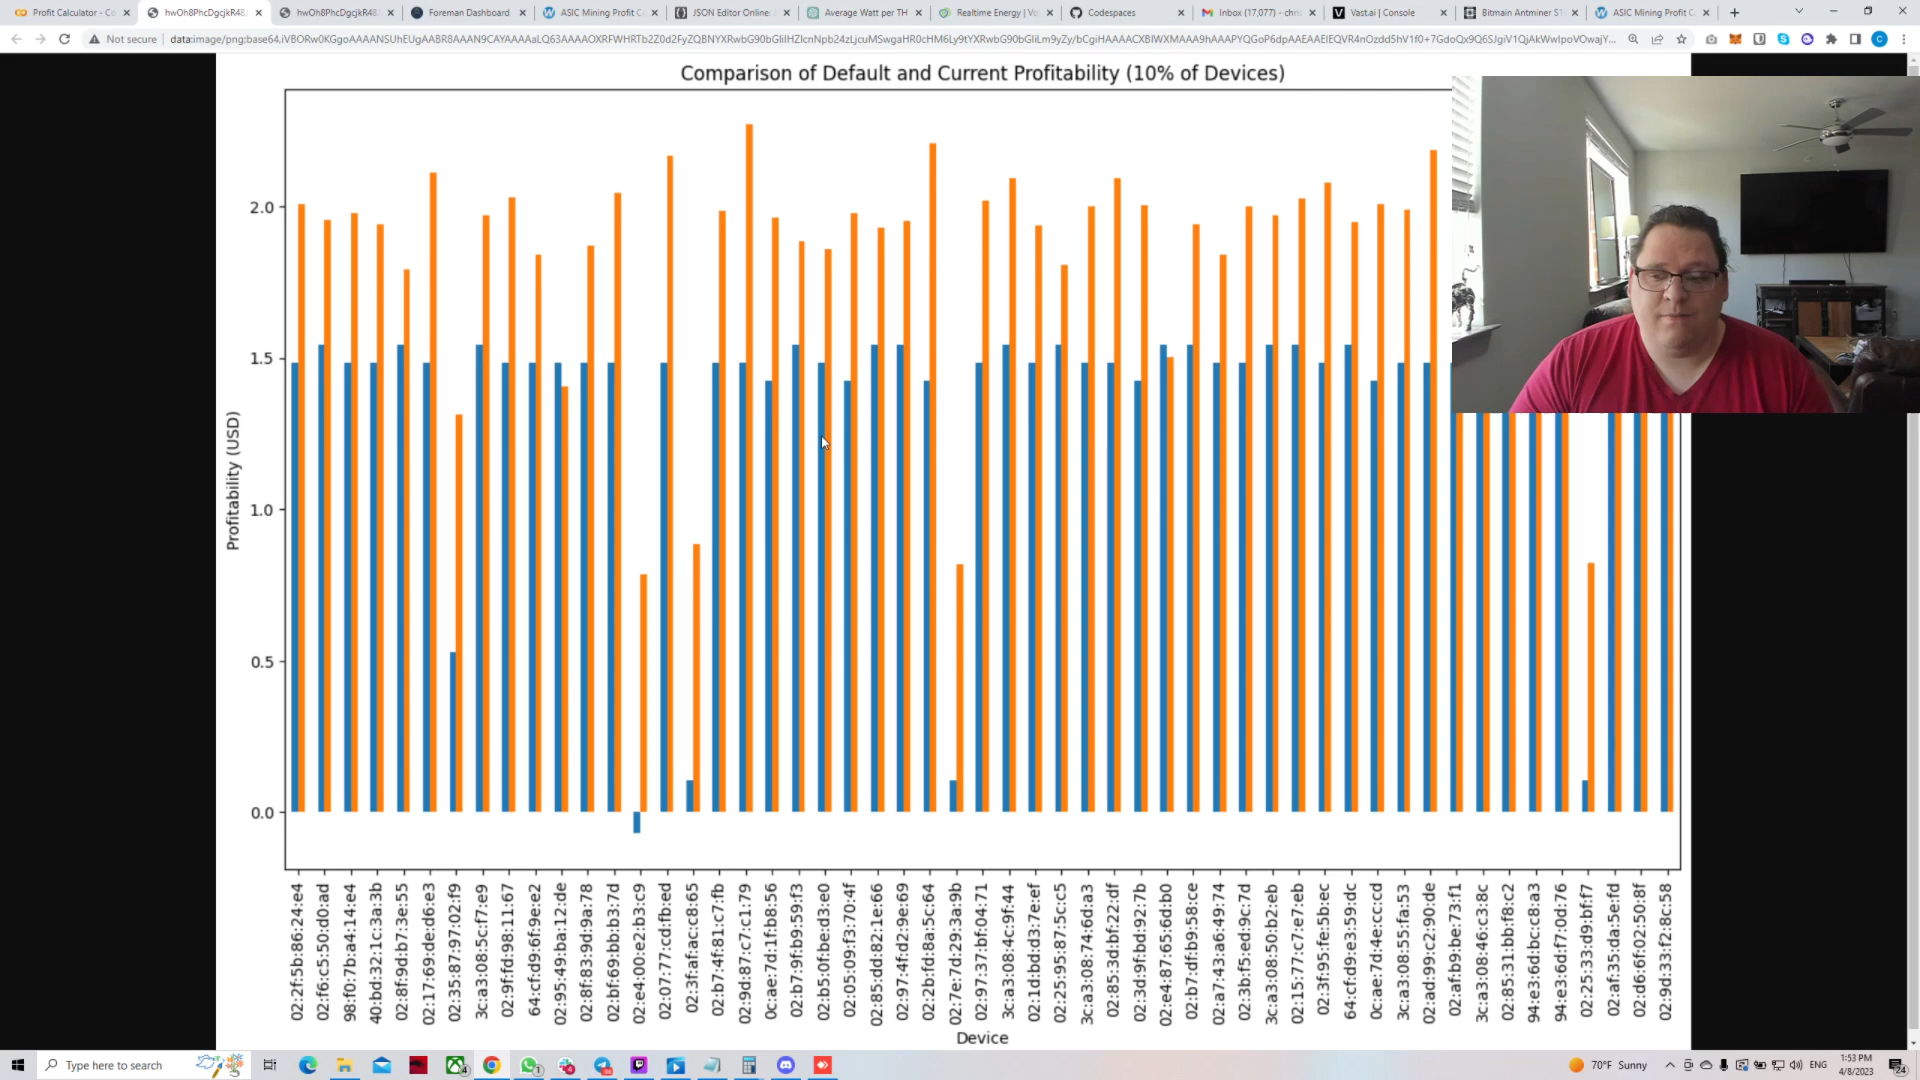 Profit Calculator - Co
hwOh8PhcDgcjkR48.
hwOh8PhcDgcjkR48.
Foreman Dashboard
ASIC Mining Profit C
JSON Editor Online:
Average Watt per TH
Realtime Energy | Vo
Codespaces
Inbox (17,077) - chri
Vast.ai | Console
Bitmain Antminer S1
ASIC Mining Profit C
Not secure
Comparison of Default and Current Profitability (10% of Devices)
2.0
1.5
1.0
0.5
0.0
Profitability (USD)
02:2f:5b:86:24:e4
02:f6:c5:50:d0:ad
98:f0:7b:a4:14:e4
40:bd:32:1c:3a:3b
02:8f:9d:b7:3e:55
02:17:69:de:d6:e3
02:35:87:97:02:f9
3c:a3:08:5c:f7:e9
02:9f:fd:98:11:67
64:cf:d9:6f:9e:e2
02:95:49:ba:12:de
02:8f:83:9d:9a:78
02:bf:69:bb:b3:7d
02:e4:00:e2:b3:c9
02:07:77:cd:fb:ed
02:3f:af:ac:c8:65
02:b7:4f:81:c7:fb
02:9d:87:c7:c1:79
0c:ae:7d:1f:b8:56
02:b7:9f:b9:59:f3
02:b5:0f:be:d3:e0
02:05:09:f3:70:4f
02:85:dd:82:1e:66
02:97:4f:d2:9e:69
02:2b:fd:8a:5c:64
02:7e:7d:29:3a:9b
02:97:37:bf:04:71
3c:a3:08:4c:9f:44
02:1d:bd:d3:7e:ef
02:25:95:87:5c:c5
3c:a3:08:74:6d:a3
02:85:3d:bf:22:df
02:3d:9f:bd:92:7b
02:e4:87:65:6d:b0
02:b7:df:b9:58:ce
02:a7:43:a6:49:74
02:3b:f5:ed:9c:7d
3c:a3:08:50:b2:eb
02:15:77:c7:e7:eb
02:3f:95:fe:5b:ec
64:cf:d9:e3:59:dc
0c:ae:7d:4e:cc:cd
3c:a3:08:55:fa:53
02:ad:99:c2:90:de
02:af:b9:be:73:f1
3c:a3:08:46:c3:8c
02:85:31:bb:f8:c2
94:e3:6d:bc:c8:a3
94:e3:6d:f7:0d:76
02:25:33:d9:bf:f7
02:af:35:da:5e:fd
02:d6:6f:02:50:8f
02:9d:33:f2:8c:58
Device
Type here to search
70°F Sunny
ENG
1:53 PM
4/8/2023